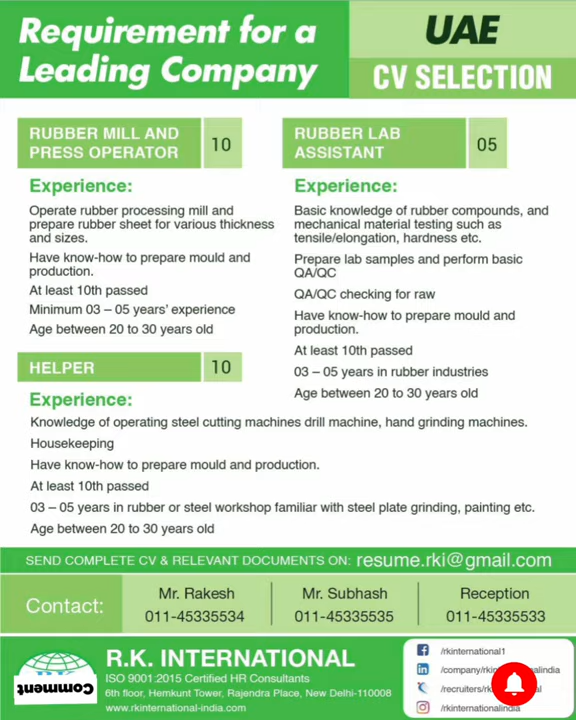 Requirement for a
Leading Company
UAE
CV SELECTION
RUBBER MILL AND
PRESS OPERATOR
10
Experience:
Operate rubber processing mill and
prepare rubber sheet for various thickness
and sizes.
Have know-how to prepare mould and
production.
At least 10th passed
Minimum 03 – 05 years' experience
Age between 20 to 30 years old
RUBBER LAB
ASSISTANT
05
Experience:
Basic knowledge of rubber compounds, and
mechanical material testing such as
tensile/elongation, hardness etc.
Prepare lab samples and perform basic
QA/QC
QA/QC checking for raw
Have know-how to prepare mould and
production.
At least 10th passed
03 – 05 years in rubber industries
Age between 20 to 30 years old
HELPER
10
Experience:
Knowledge of operating steel cutting machines drill machine, hand grinding machines.
Housekeeping
Have know-how to prepare mould and production.
At least 10th passed
03 – 05 years in rubber or steel workshop familiar with steel plate grinding, painting etc.
Age between 20 to 30 years old
SEND COMPLETE CV & RELEVANT DOCUMENTS ON: resume.rki@gmail.com
Contact:
Mr. Rakesh
011-45335534
Mr. Subhash
011-45335535
Reception
011-45335533
Comment
R.K. INTERNATIONAL
ISO 9001:2015 Certified HR Consultants
6th floor, Hemkunt Tower, Rajendra Place, New Delhi-110008
www.rkinternational-india.com
/rkinternational1
/rkinternationalindia